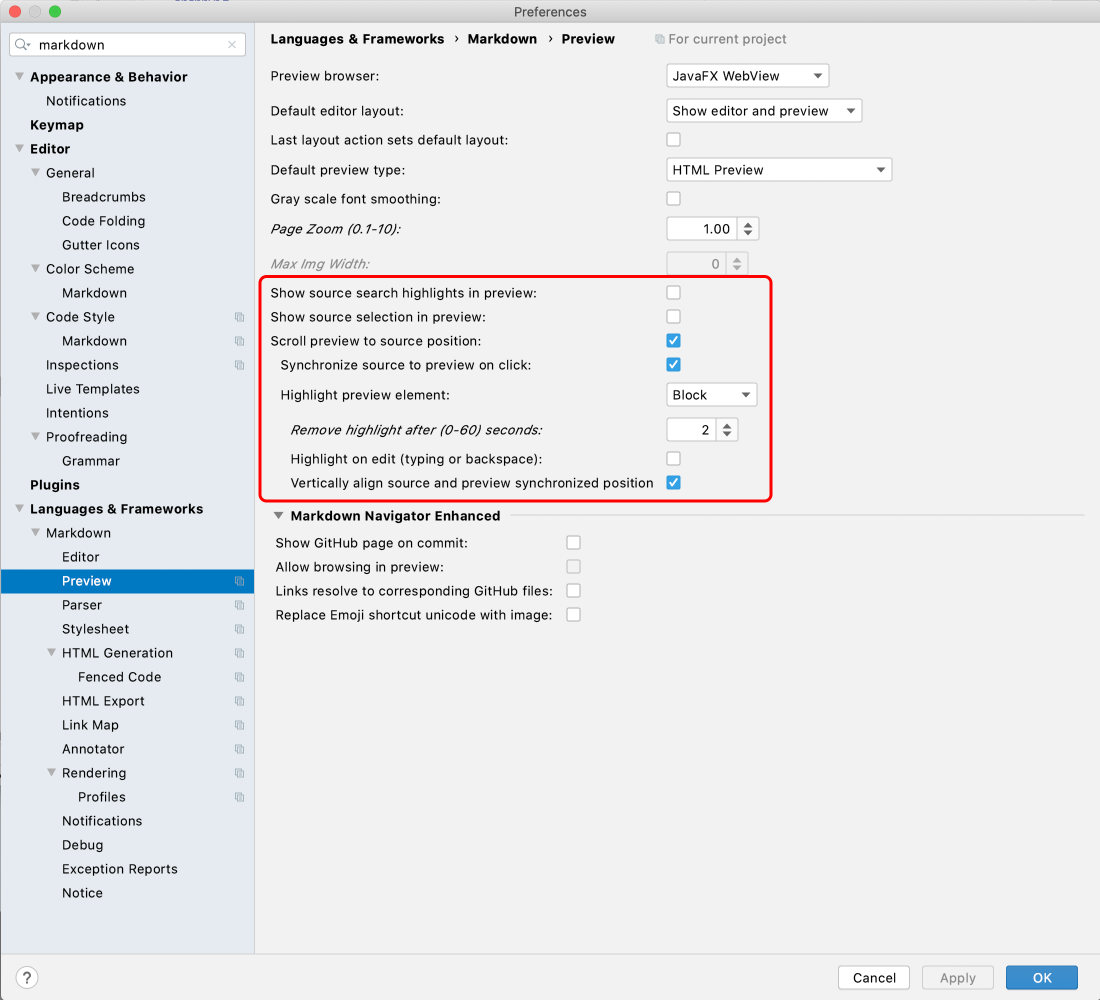 Preferences
markdown
Appearance & Behavior
Notifications
Keymap
Editor
General
Breadcrumbs
Code Folding
Gutter Icons
Color Scheme
Markdown
Code Style
Markdown
Inspections
Live Templates
Intentions
Proofreading
Grammar
Plugins
Languages & Frameworks
Markdown
Editor
Preview
Parser
Stylesheet
HTML Generation
Fenced Code
HTML Export
Link Map
Annotator
Rendering
Profiles
Notifications
Debug
Exception Reports
Notice
Languages & Frameworks › Markdown › Preview For current project
Preview browser: JavaFX WebView
Default editor layout: Show editor and preview
Last layout action sets default layout:
Default preview type: HTML Preview
Gray scale font smoothing:
Page Zoom (0.1-10): 1.00
Max Img Width: 0
Show source search highlights in preview:
Show source selection in preview:
Scroll preview to source position:
Synchronize source to preview on click:
Highlight preview element: Block
Remove highlight after (0-60) seconds: 2
Highlight on edit (typing or backspace):
Vertically align source and preview synchronized position
Markdown Navigator Enhanced
Show GitHub page on commit:
Allow browsing in preview:
Links resolve to corresponding GitHub files:
Replace Emoji shortcut unicode with image:
? Cancel Apply OK